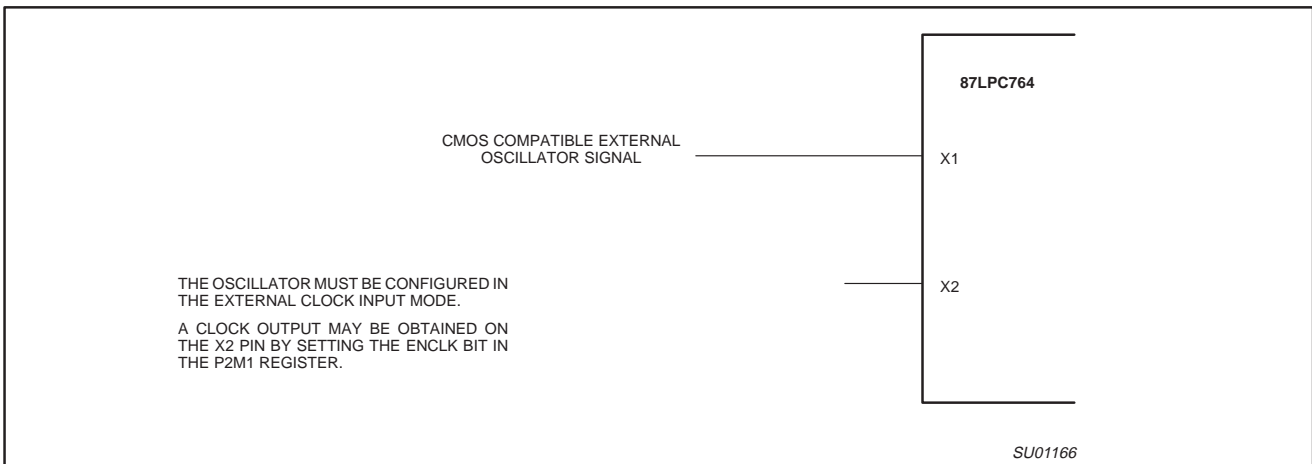 87LPC764
CMOS COMPATIBLE EXTERNAL
OSCILLATOR SIGNAL
X1
THE OSCILLATOR MUST BE CONFIGURED IN
THE EXTERNAL CLOCK INPUT MODE.
X2
A CLOCK OUTPUT MAY BE OBTAINED ON
THE X2 PIN BY SETTING THE ENCLK BIT IN
THE P2M1 REGISTER.
SU01166